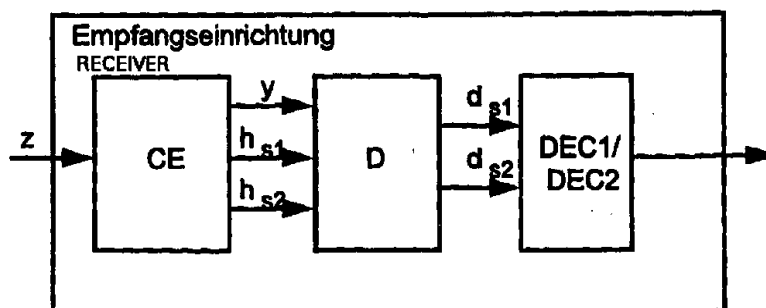 Empfangseinrichtung
RECEIVER
z
CE
y
h s1
h s2
D
d s1
d s2
DEC1/
DEC2